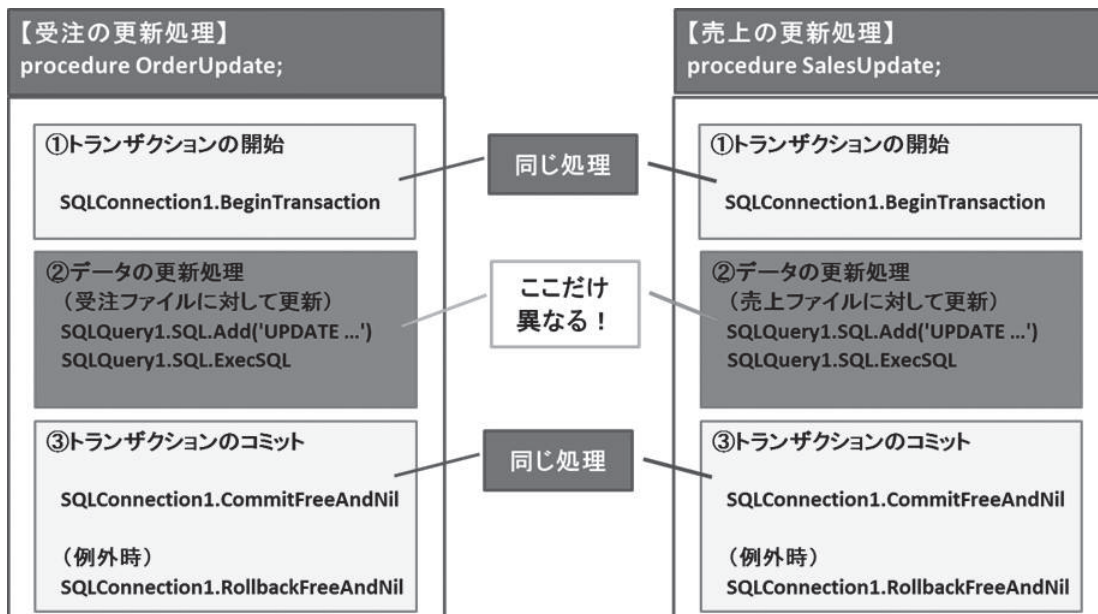 【受注の更新処理】
procedure OrderUpdate;
①トランザクションの開始
SQLConnection1.BeginTransaction
②データの更新処理
（受注ファイルに対して更新）
SQLQuery1.SQL.Add('UPDATE ...')
SQLQuery1.SQL.ExecSQL
③トランザクションのコミット
SQLConnection1.CommitFreeAndNil
（例外時）
SQLConnection1.RollbackFreeAndNil
同じ処理
ここだけ
異なる！
同じ処理
【売上の更新処理】
procedure SalesUpdate;
①トランザクションの開始
SQLConnection1.BeginTransaction
②データの更新処理
（売上ファイルに対して更新）
SQLQuery1.SQL.Add('UPDATE ...')
SQLQuery1.SQL.ExecSQL
③トランザクションのコミット
SQLConnection1.CommitFreeAndNil
（例外時）
SQLConnection1.RollbackFreeAndNil